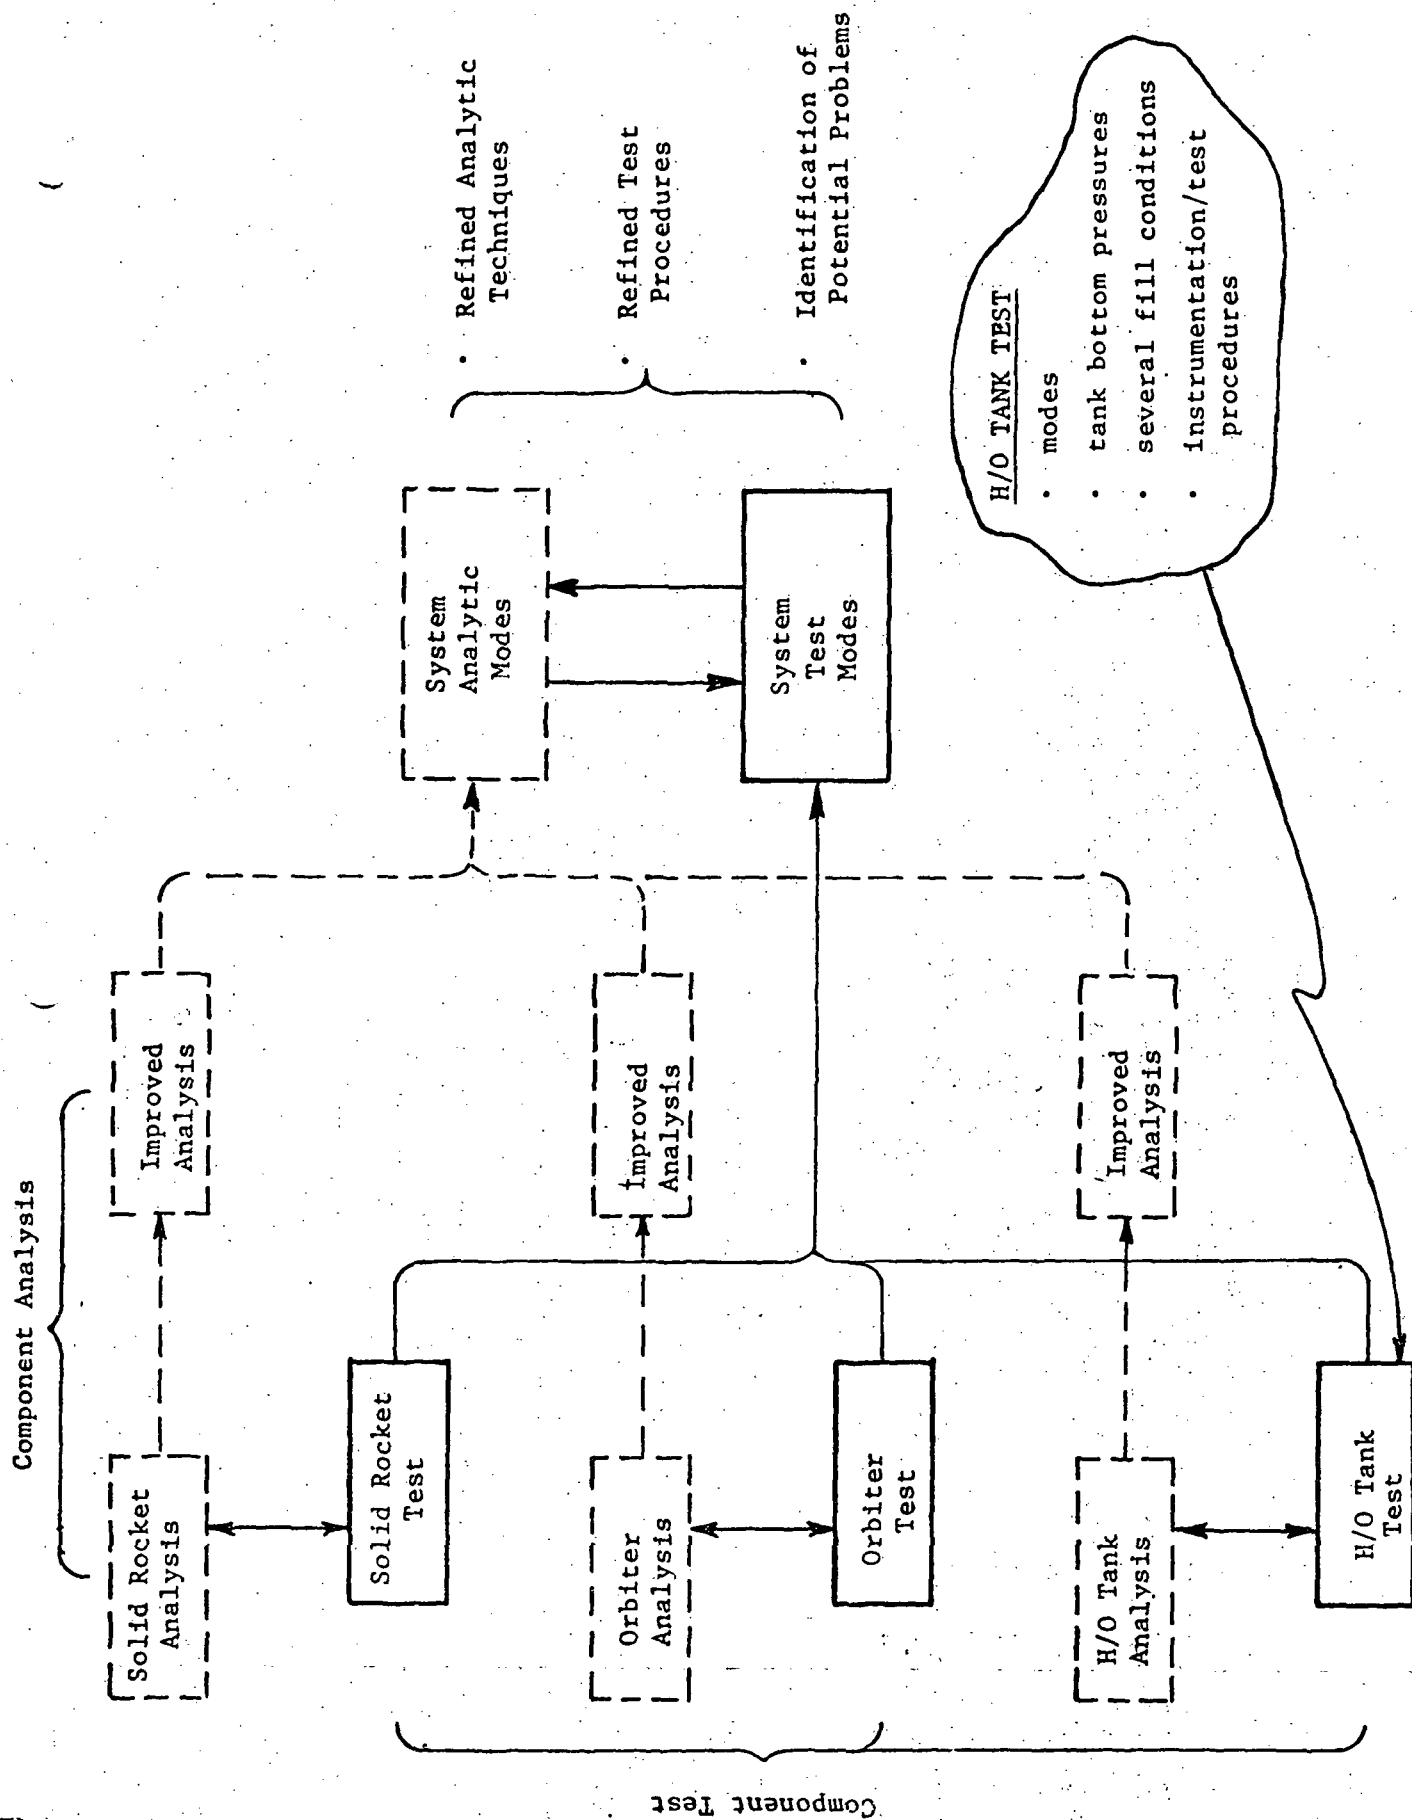 Component Analysis
Solid Rocket
Analysis
Improved
Analysis
Solid Rocket
Test
Orbiter
Analysis
Improved
Analysis
Orbiter
Test
H/O Tank
Analysis
Improved
Analysis
H/O Tank
Test
Component Test
System
Analytic
Modes
System
Test
Modes
· Refined Analytic
Techniques
· Refined Test
Procedures
· Identification of
Potential Problems
H/O TANK TEST
· modes
· tank bottom pressures
· several fill conditions
· instrumentation/test
procedures